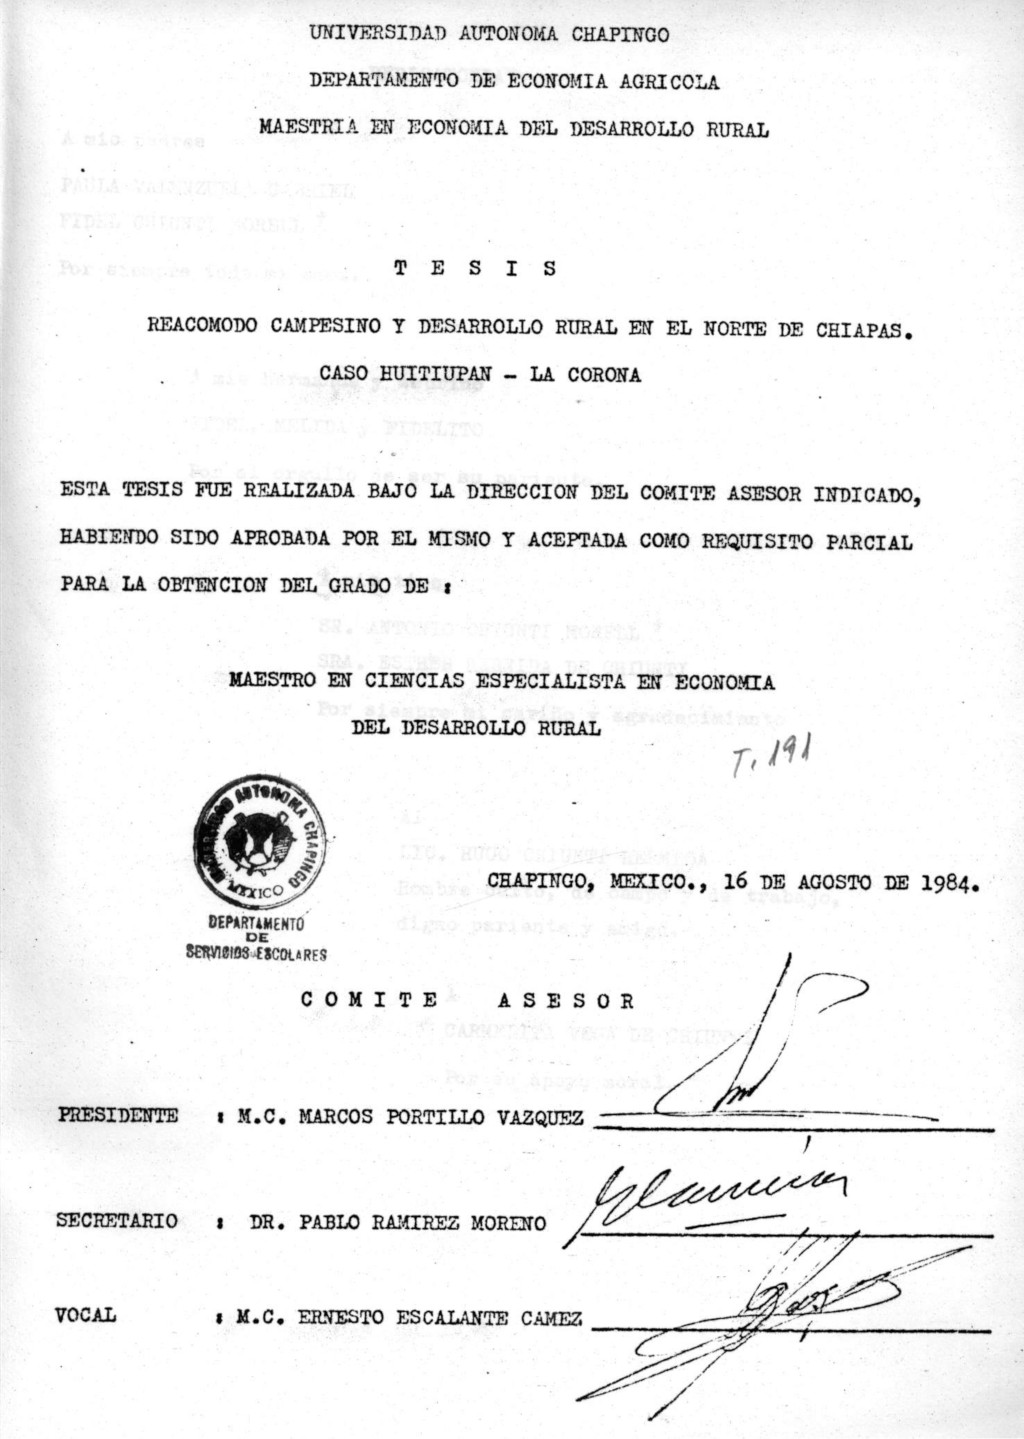 UNIVERSIDAD AUTONOMA CHAPINGO
DEPARTAMENTO DE ECONOMIA AGRICOLA
MAESTRIA EN ECONOMIA DEL DESARROLLO RURAL
T E S I S
REACOMODO CAMPESINO Y DESARROLLO RURAL EN EL NORTE DE CHIAPAS.
CASO HUITIUPAN - LA CORONA
ESTA TESIS FUE REALIZADA BAJO LA DIRECCION DEL COMITE ASESOR INDICADO,
HABIENDO SIDO APROBADA POR EL MISMO Y ACEPTADA COMO REQUISITO PARCIAL
PARA LA OBTENCION DEL GRADO DE :
MAESTRO EN CIENCIAS ESPECIALISTA EN ECONOMIA
DEL DESARROLLO RURAL
T. 191
UNIVERSIDAD AUTONOMA CHAPINGO
MEXICO
DEPARTAMENTO
DE
SERVICIOS ESCOLARES
CHAPINGO, MEXICO., 16 DE AGOSTO DE 1984.
C O M I T E A S E S O R
PRESIDENTE : M.C. MARCOS PORTILLO VAZQUEZ
SECRETARIO : DR. PABLO RAMIREZ MORENO
VOCAL : M.C. ERNESTO ESCALANTE CAMEZ